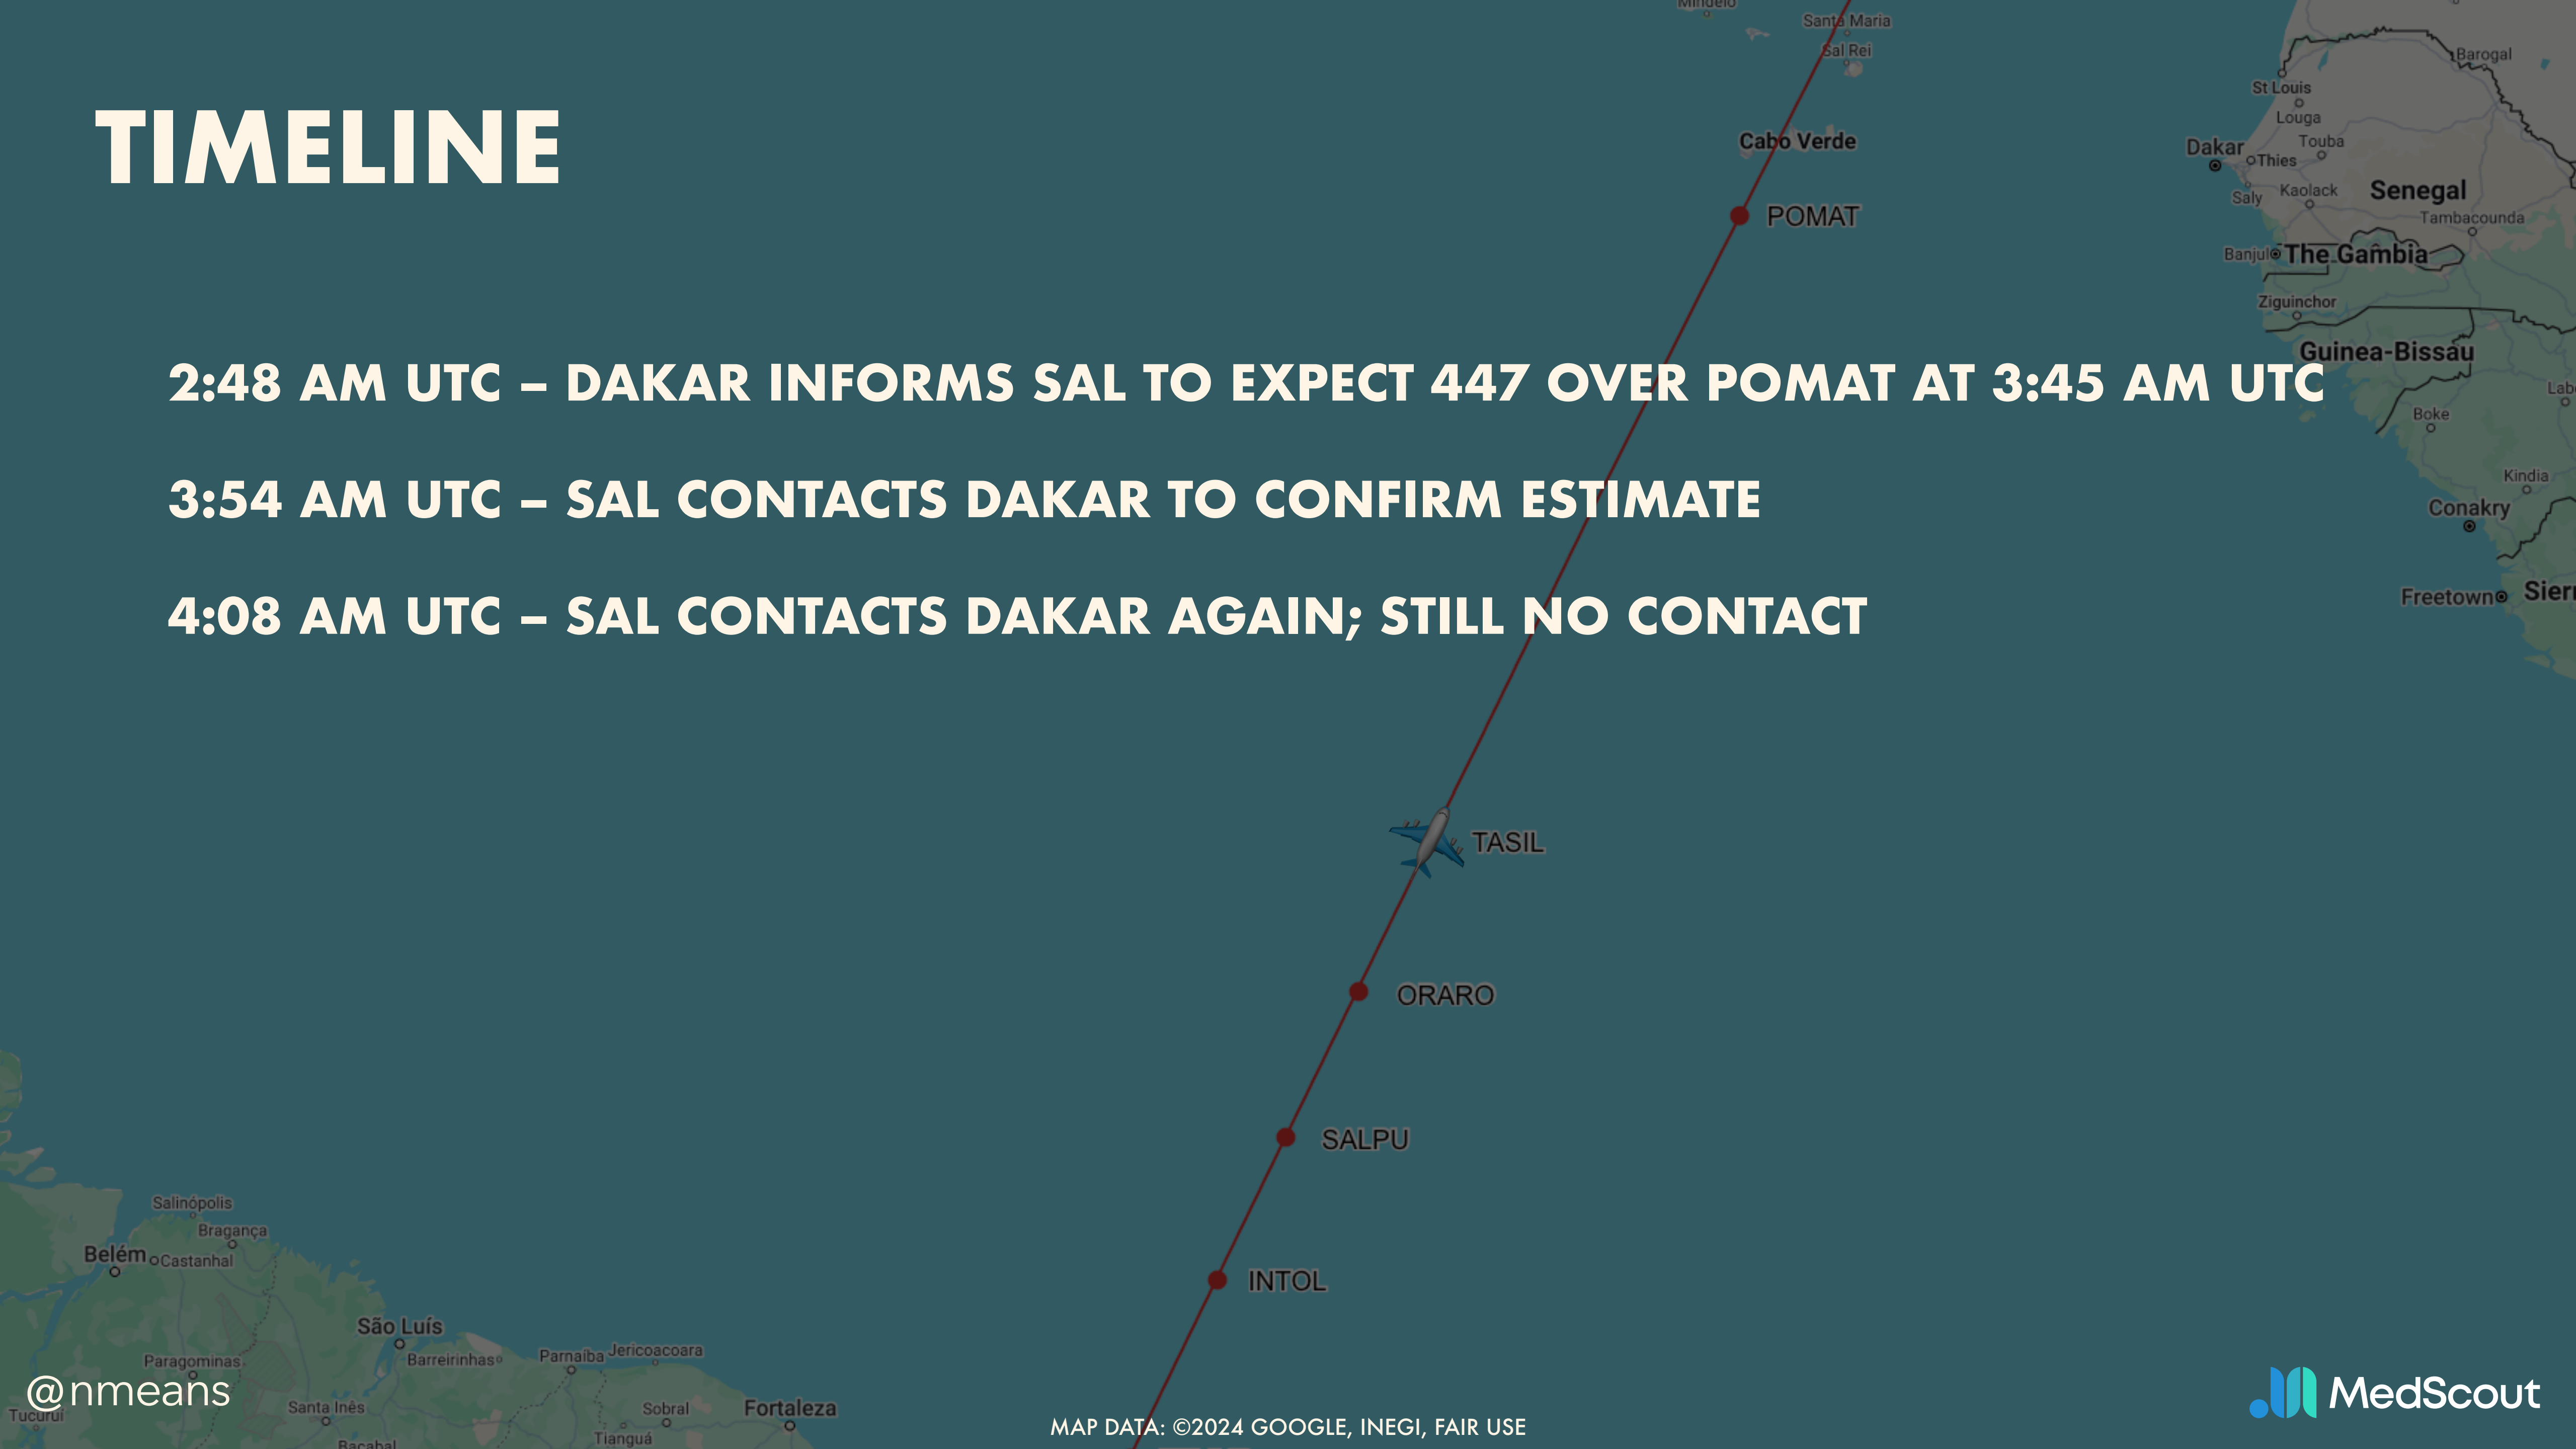 Mindelo
Santa Maria
Sal Rei
Barogal
St Louis
Louga
TIMELINE
Touba
Cabo Verde
Dakar
Thies
Kaolack
Senegal
Saly
POMAT
Tambacounda
Banjul
The Gambia
Ziguinchor
Guinea-Bissau
2:48 AM UTC – DAKAR INFORMS SAL TO EXPECT 447 OVER POMAT AT 3:45 AM UTC
Boke
Kindia
3:54 AM UTC – SAL CONTACTS DAKAR TO CONFIRM ESTIMATE
Conakry
Freetown
4:08 AM UTC – SAL CONTACTS DAKAR AGAIN; STILL NO CONTACT
TASIL
ORARO
SALPU
INTOL
Salinópolis
Bragança
Belém
Castanhal
São Luís
Barreirinhas
Parnaíba
Jericoacoara
Paragominas
@nmeans
Tucuruí
Santa Inês
Sobral
Fortaleza
Tianguá
Bacabal
MAP DATA: ©2024 GOOGLE, INEGI, FAIR USE
MedScout